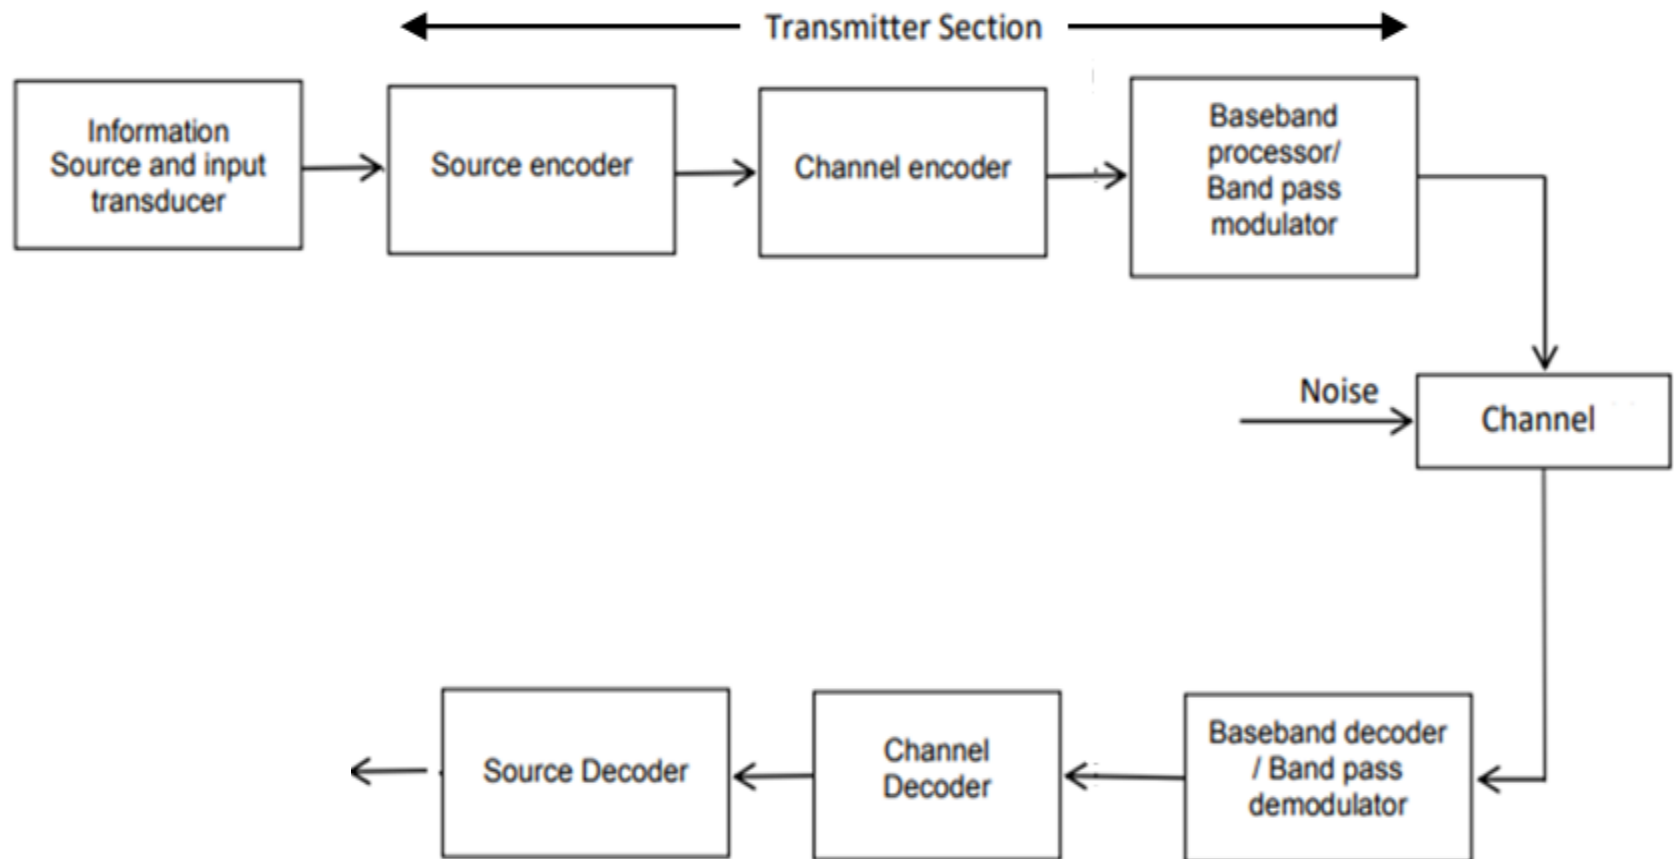 Transmitter Section
Information
Source and input
transducer
Source encoder
Channel encoder
Baseband
processor/
Band pass
modulator
Noise
Channel
Source Decoder
Channel
Decoder
Baseband decoder
/ Band pass
demodulator